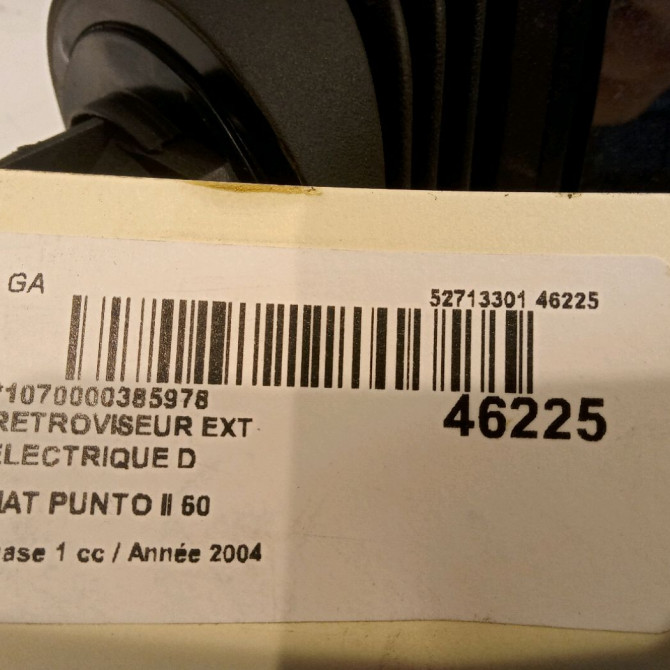 GA
52713301 46225
*1070000385978
46225
RETROVISEUR EXT
ELECTRIQUE D
IAT PUNTO II 60
ase 1 cc / Année 2004